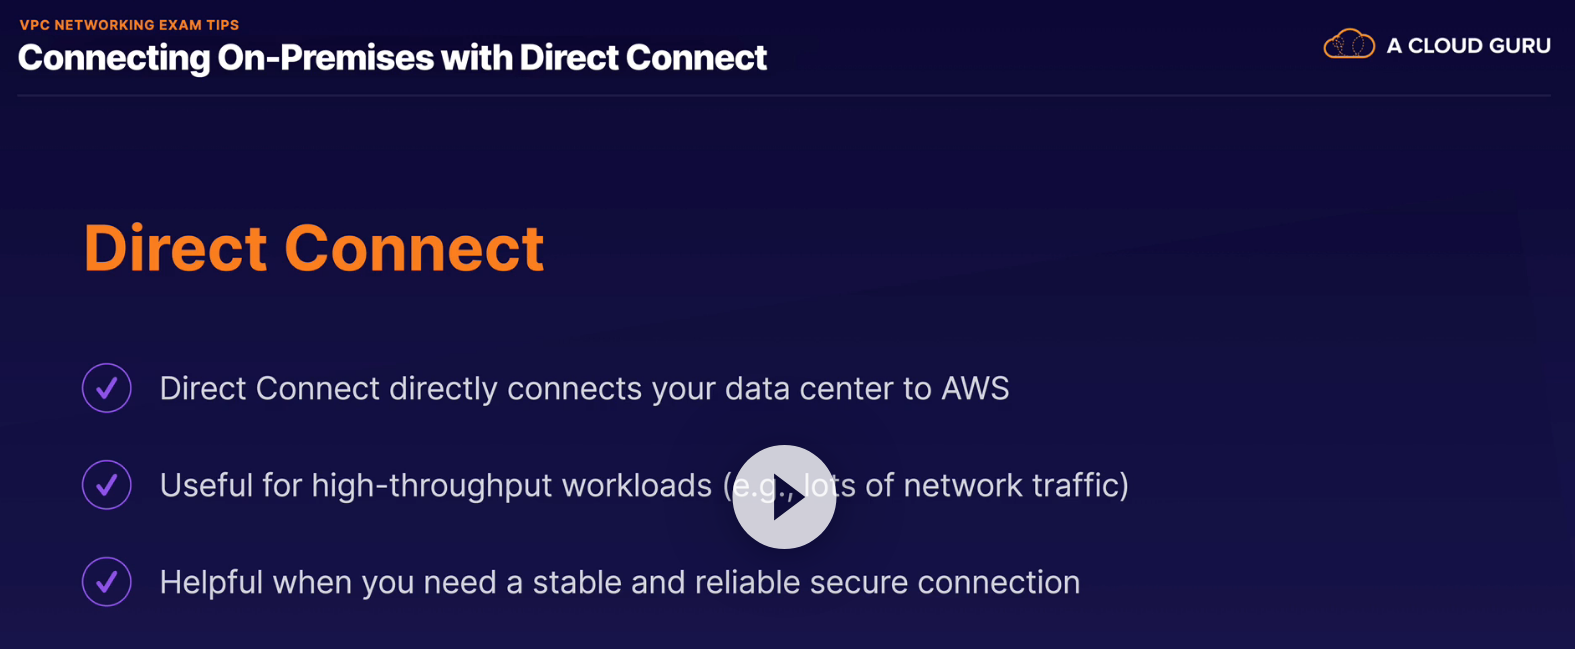 VPC NETWORKING EXAM TIPS
Connecting On-Premises with Direct Connect
A CLOUD GURU
Direct Connect
Direct Connect directly connects your data center to AWS
Useful for high-throughput workloads (e.g., lots of network traffic)
Helpful when you need a stable and reliable secure connection